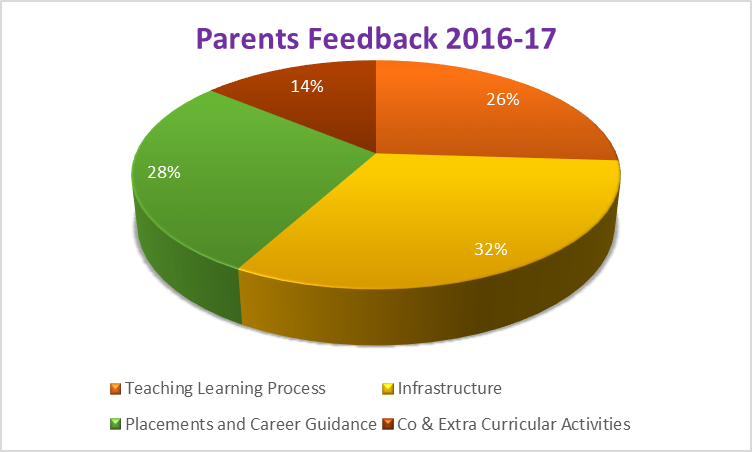 Parents Feedback 2016-17
14%
26%
28%
32%
Teaching Learning Process
Infrastructure
Placements and Career Guidance
Co & Extra Curricular Activities